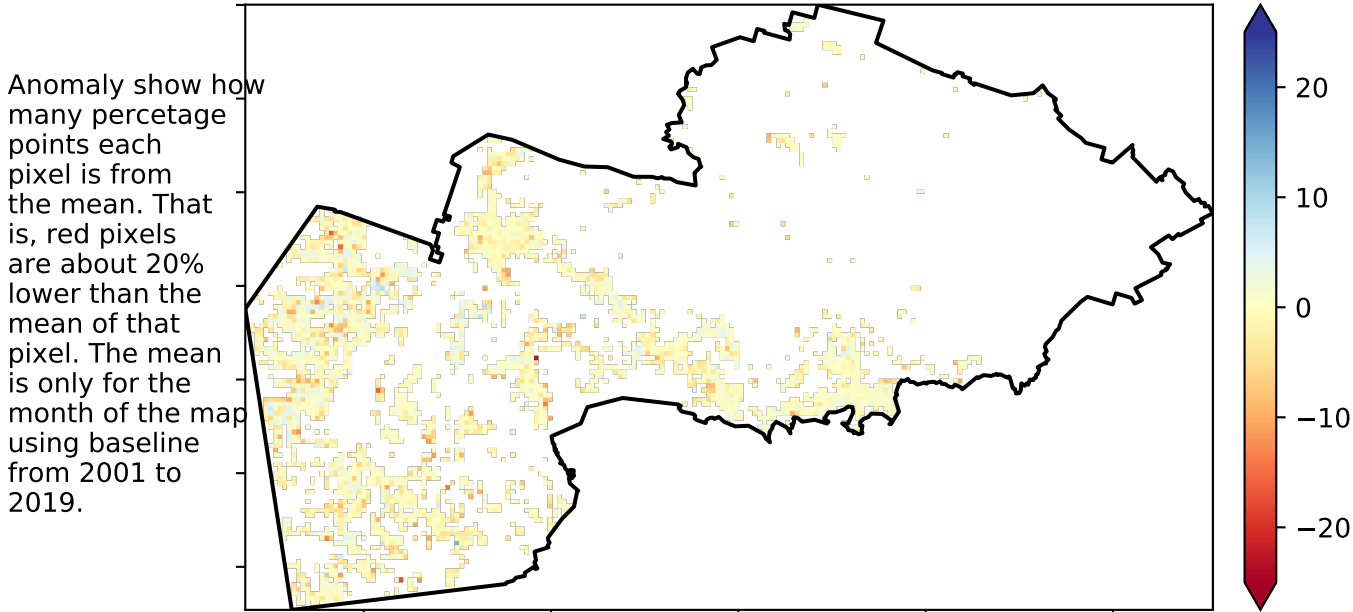 Anomaly show how
many percetage
points each
pixel is from
the mean. That
is, red pixels
are about 20%
lower than the
mean of that
pixel. The mean
is only for the
month of the map
using baseline
from 2001 to
2019.
20
10
0
−10
−20